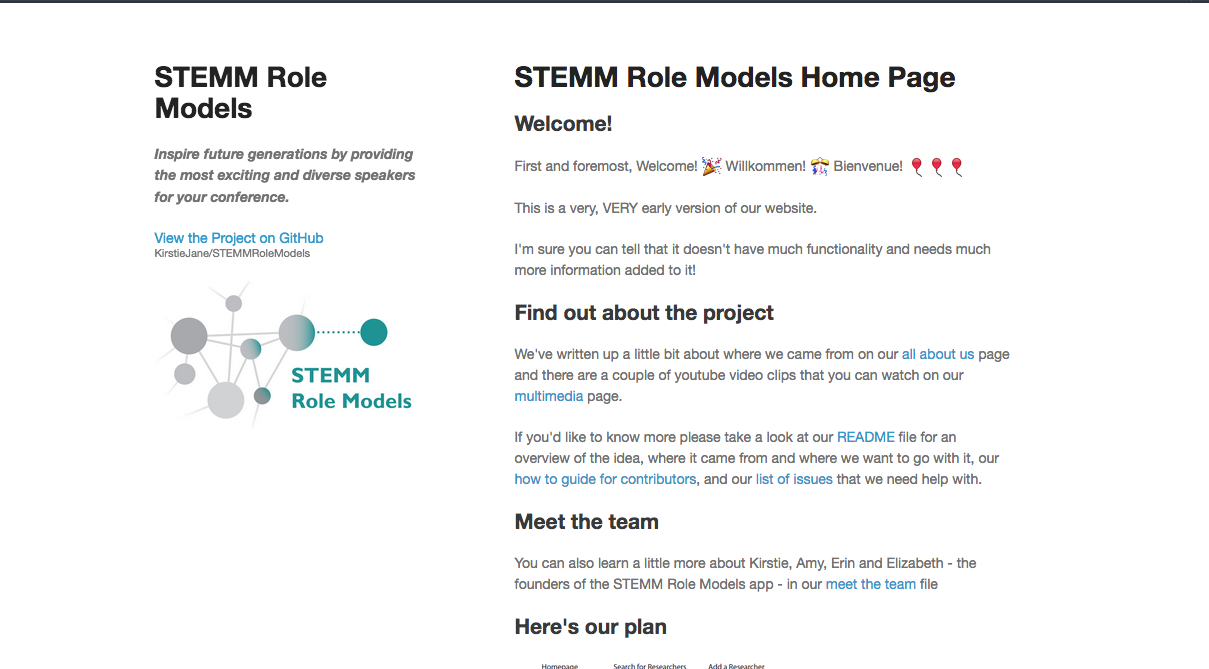 STEMM Role
Models
Inspire future generations by providing
the most exciting and diverse speakers
for your conference.
View the Project on GitHub
KirstieJane/STEMMRoleModels
STEMM
Role Models
STEMM Role Models Home Page
Welcome!
First and foremost, Welcome! 🎉 Willkommen! 🎊 Bienvenue! 🎈🎈🎈
This is a very, VERY early version of our website.
I'm sure you can tell that it doesn't have much functionality and needs much
more information added to it!
Find out about the project
We've written up a little bit about where we came from on our all about us page
and there are a couple of youtube video clips that you can watch on our
multimedia page.
If you'd like to know more please take a look at our README file for an
overview of the idea, where it came from and where we want to go with it, our
how to guide for contributors, and our list of issues that we need help with.
Meet the team
You can also learn a little more about Kirstie, Amy, Erin and Elizabeth - the
founders of the STEMM Role Models app - in our meet the team file
Here's our plan
Homepage Search for Researchers Add a Researcher